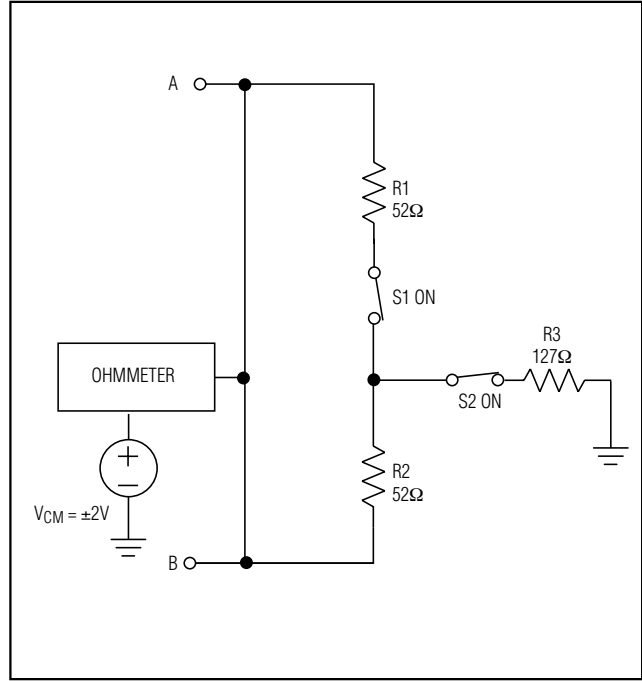 A
R1
52Ω
S1 ON
R3
127Ω
OHMMETER
S2 ON
+
−
R2
52Ω
VCM = ±2V
B